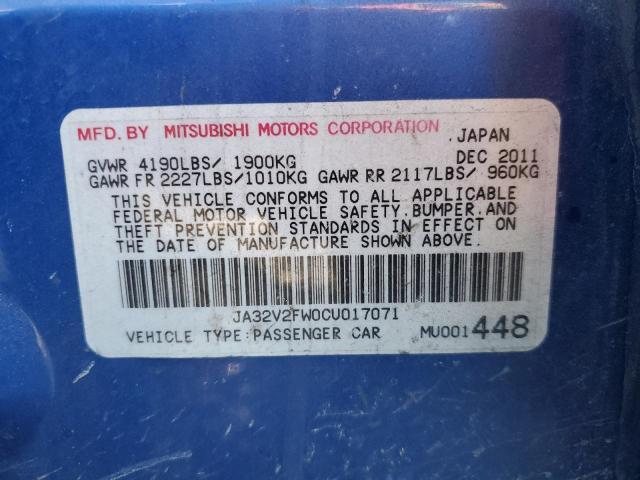 MFD. BY MITSUBISHI MOTORS CORPORATION .JAPAN
GVWR 4190LBS/ 1900KG DEC 2011
GAWR FR 2227LBS/1010KG GAWR RR 2117LBS/ 960KG
THIS VEHICLE CONFORMS TO ALL APPLICABLE
FEDERAL MOTOR VEHICLE SAFETY.BUMPER.AND
THEFT PREVENTION STANDARDS IN EFFECT ON
THE DATE OF MANUFACTURE SHOWN ABOVE.
JA32V2FW0CU017071
VEHICLE TYPE:PASSENGER CAR MU001448